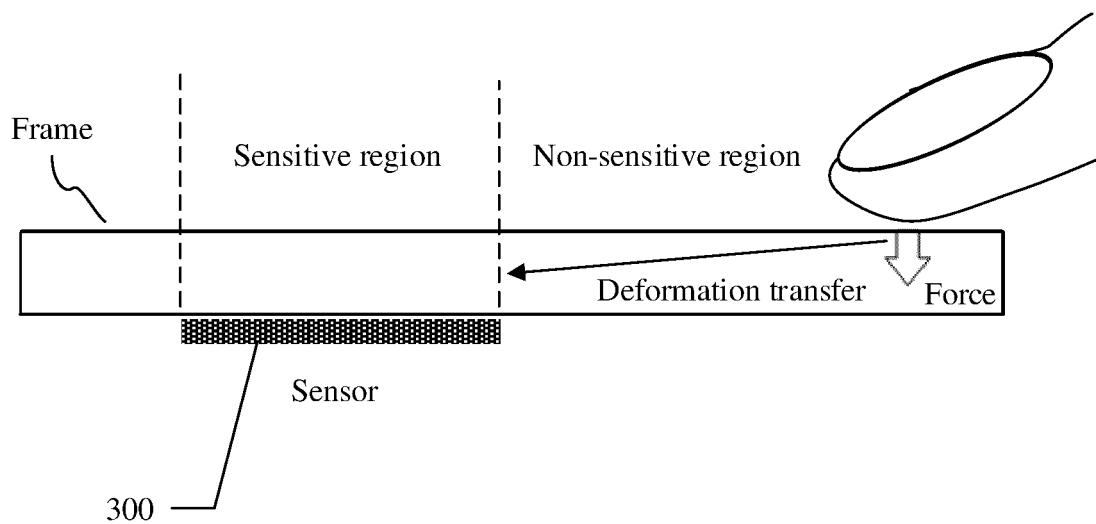 Frame
Sensitive region
Non-sensitive region
Deformation transfer
Force
Sensor
300